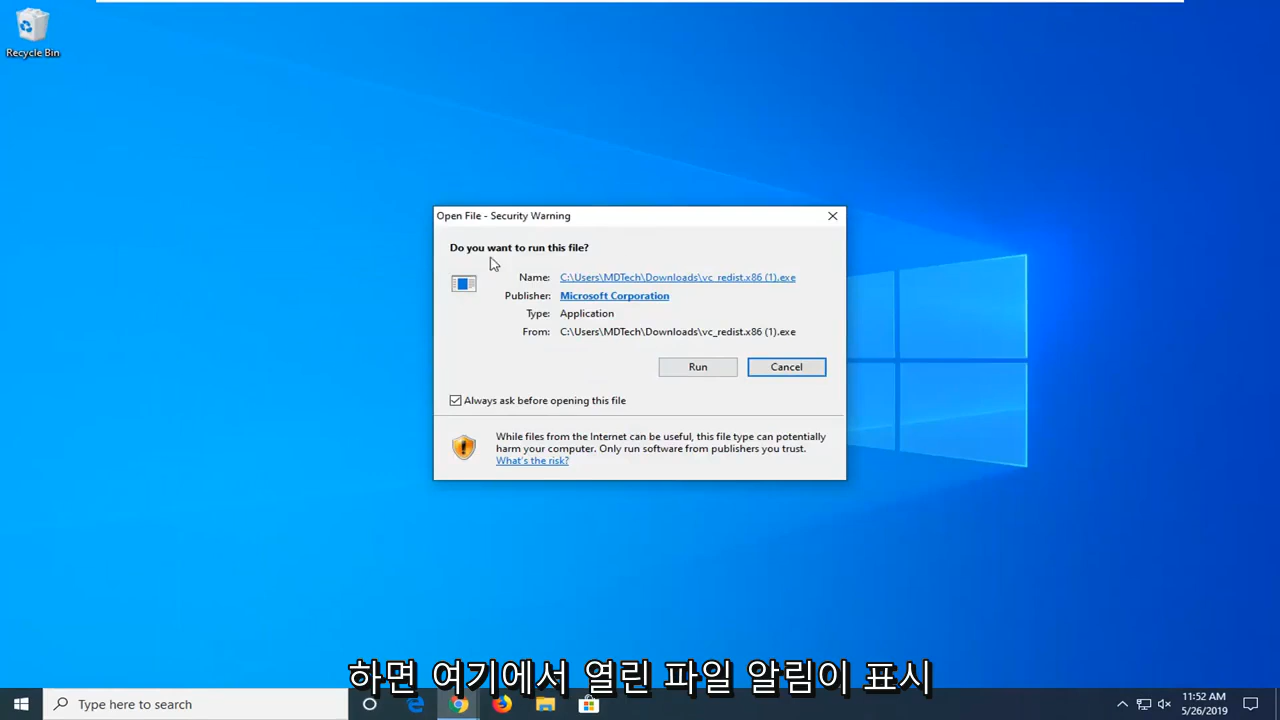 Recycle Bin
Open File - Security Warning
Do you want to run this file?
Name: C:\Users\MDTech\Downloads\vc_redist.x86 (1).exe
Publisher: Microsoft Corporation
Type: Application
From: C:\Users\MDTech\Downloads\vc_redist.x86 (1).exe
Run Cancel
Always ask before opening this file
While files from the Internet can be useful, this file type can potentially
harm your computer. Only run software from publishers you trust.
What's the risk?
하면 여기에서 열린 파일 알림이 표시
Type here to search
11:52 AM
5/26/2019